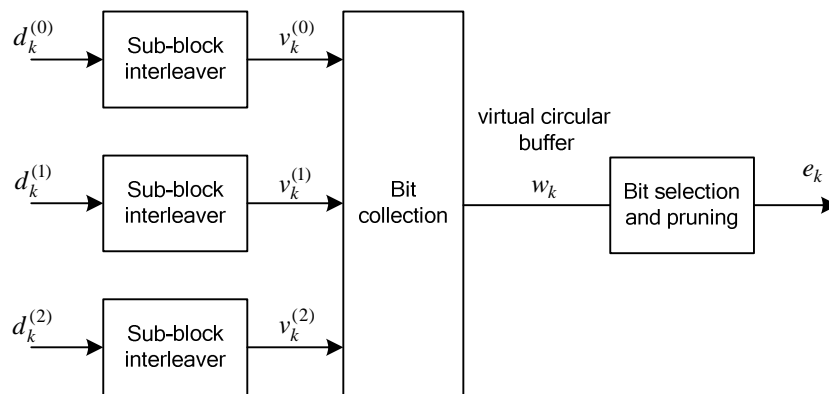 d_k^{(0)}
Sub-block
interleaver
v_k^{(0)}
d_k^{(1)}
Sub-block
interleaver
v_k^{(1)}
d_k^{(2)}
Sub-block
interleaver
v_k^{(2)}
Bit
collection
virtual circular
buffer
w_k
Bit selection
and pruning
e_k